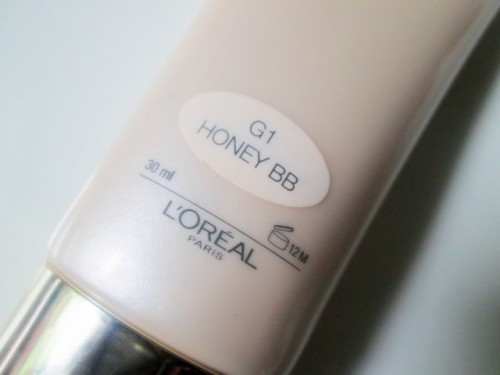 G1
HONEY BB
30 ml
12M
L'ORÉAL
PARIS